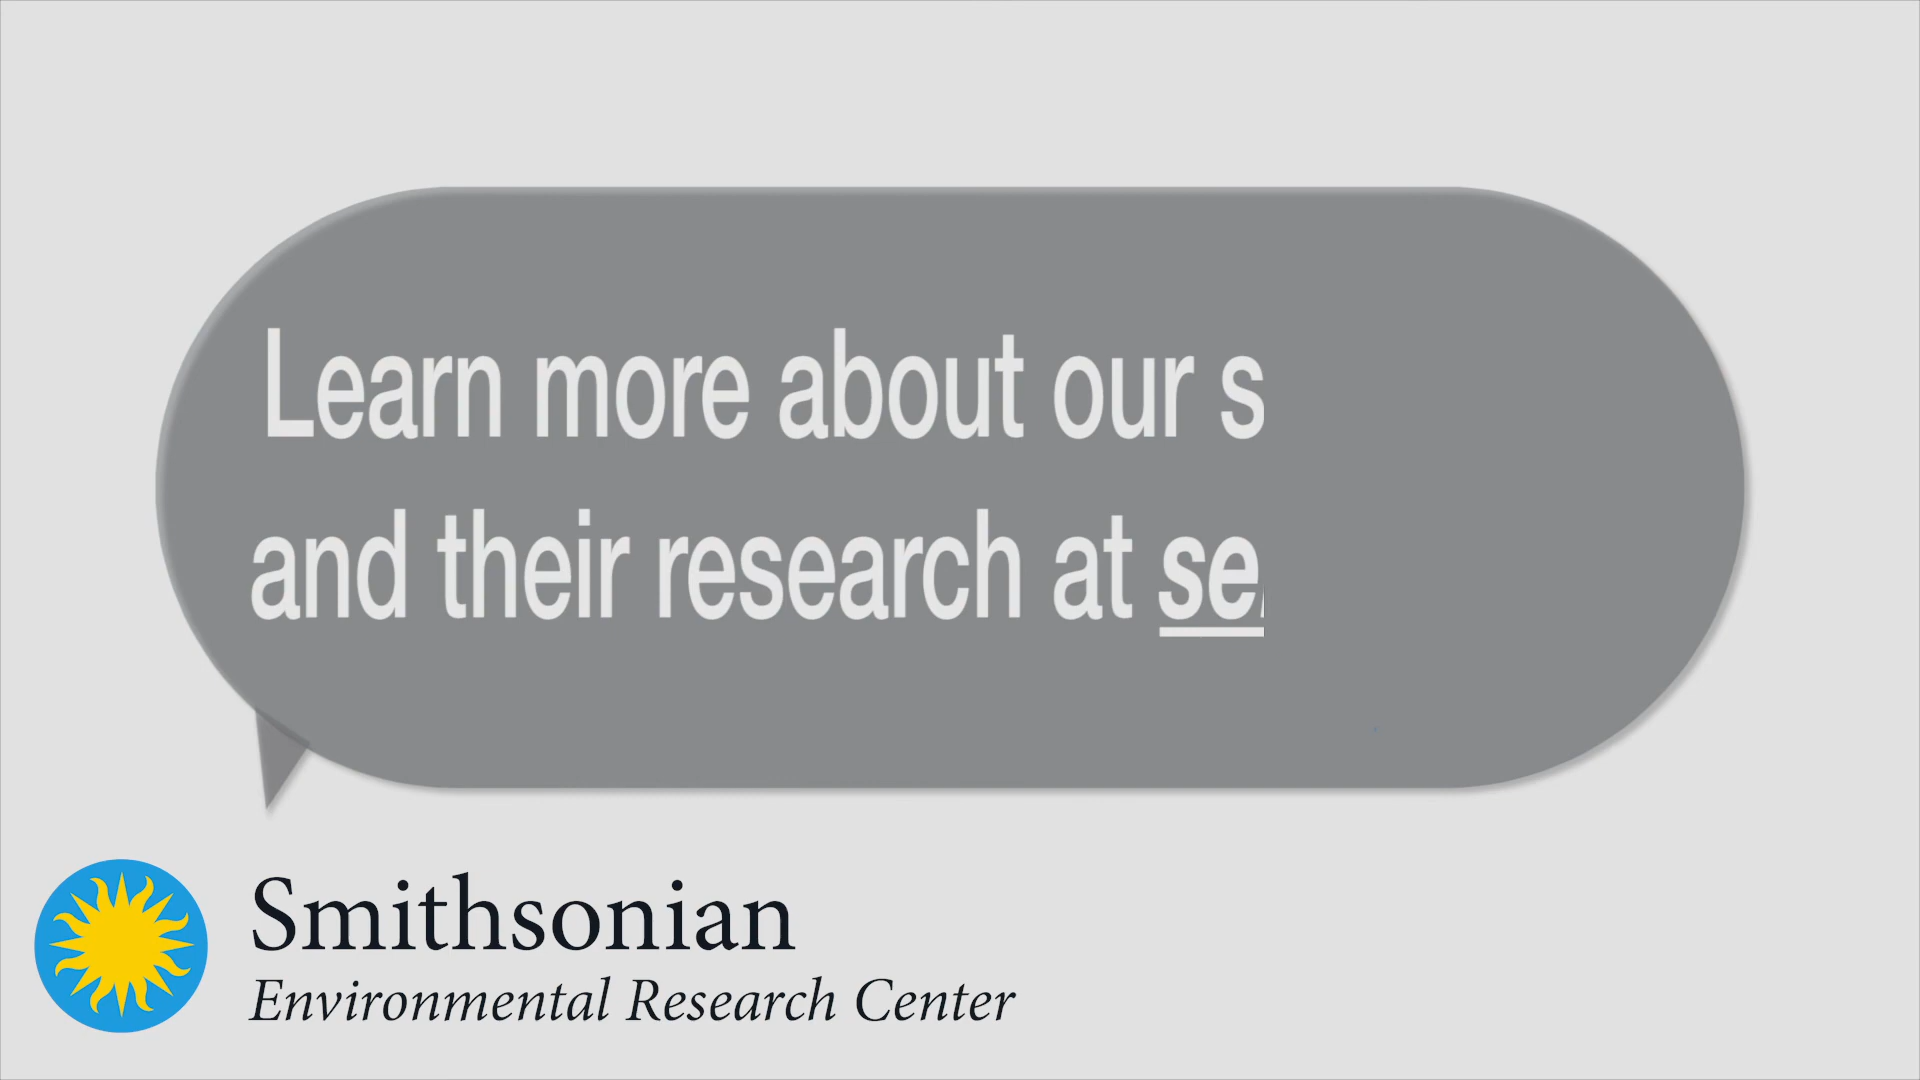 Learn more about our s
and their research at se
Smithsonian
Environmental Research Center